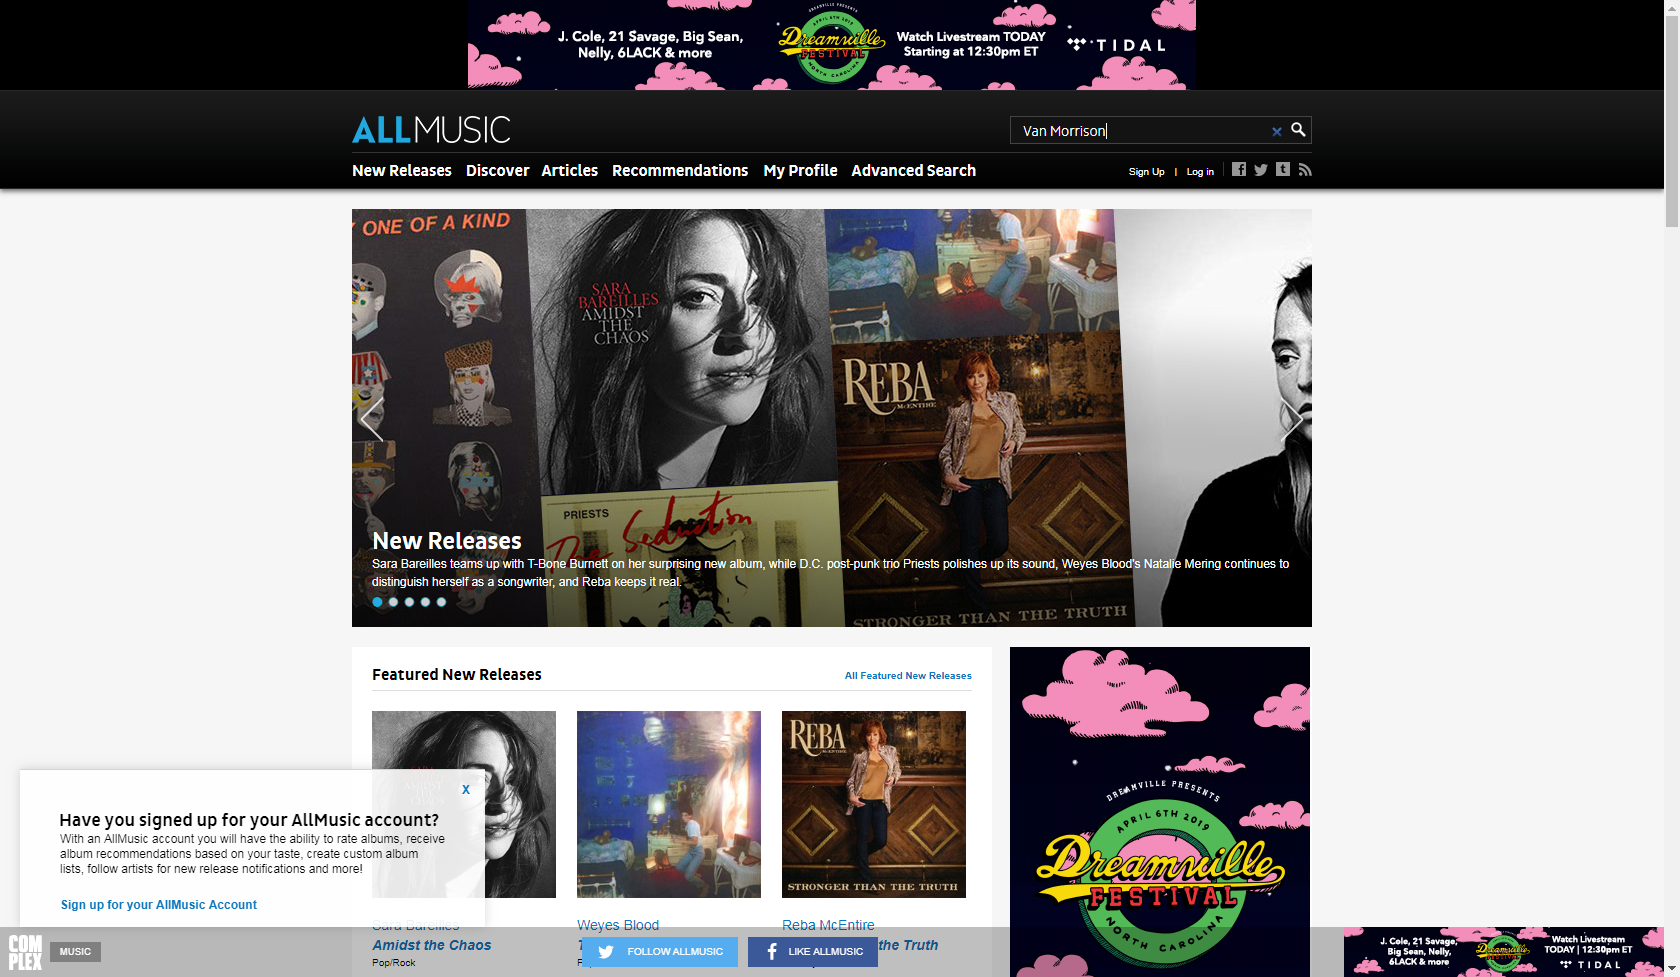 J. Cole, 21 Savage, Big Sean,
Nelly, 6LACK & more
DREAMVILLE PRESENTS
APRIL 6TH 2019
Dreamville
FESTIVAL
NORTH CAROLINA
Watch Livestream TODAY
Starting at 12:30pm ET
TIDAL
ALLMUSIC
Van Morrison
New Releases Discover Articles Recommendations My Profile Advanced Search
Sign Up | Log in
ONE OF A KIND
SARA
BAREILLES
AMIDST
THE
CHAOS
REBA
McENTIRE
PRIESTS
The Seduction
STRONGER THAN THE TRUTH
New Releases
Sara Bareilles teams up with T-Bone Burnett on her surprising new album, while D.C. post-punk trio Priests polishes up its sound, Weyes Blood's Natalie Mering continues to
distinguish herself as a songwriter, and Reba keeps it real.
Featured New Releases
All Featured New Releases
REBA
McENTIRE
STRONGER THAN THE TRUTH
X
Have you signed up for your AllMusic account?
With an AllMusic account you will have the ability to rate albums, receive
album recommendations based on your taste, create custom album
lists, follow artists for new release notifications and more!
Sign up for your AllMusic Account
Sara Bareilles
Amidst the Chaos
Pop/Rock
Weyes Blood
Reba McEntire
the Truth
DREAMVILLE PRESENTS
APRIL 6TH 2019
Dreamville
FESTIVAL
NORTH CAROLINA
COM
PLEX
MUSIC
FOLLOW ALLMUSIC
LIKE ALLMUSIC
J. Cole, 21 Savage,
Big Sean, Nelly,
6LACK & more
Dreamville
FESTIVAL
Watch Livestream
TODAY | 12:30pm ET
TIDAL